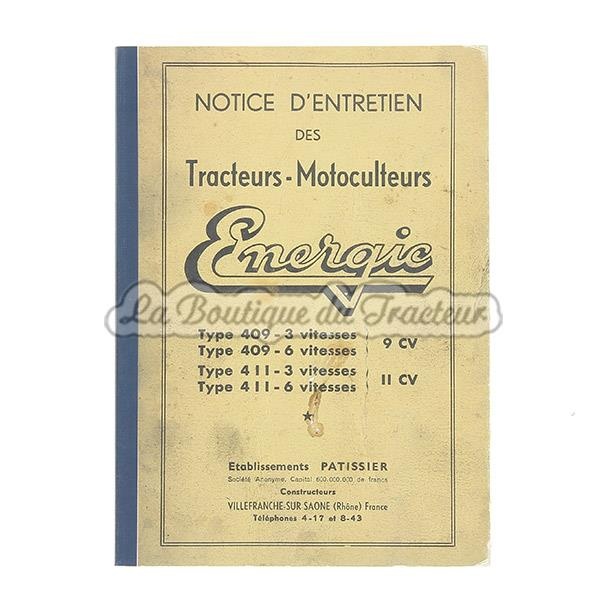 NOTICE D'ENTRETIEN
DES
Tracteurs - Motoculteurs
Energic
La Boutique du Tracteur
Type 409 - 3 vitesses
Type 409 - 6 vitesses
9 CV
Type 411 - 3 vitesses
Type 411 - 6 vitesses
11 CV
Etablissements PATISSIER
Société Anonyme. Capital 600.000.000 de francs
Constructeurs
VILLEFRANCHE-SUR SAONE (Rhône) France
Téléphones 4-17 et 8-43